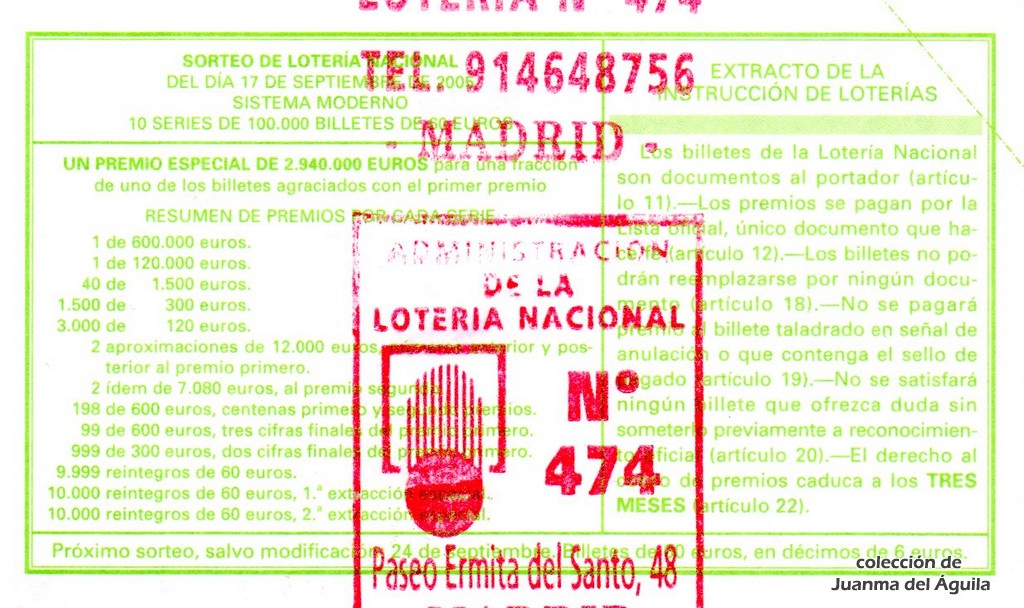 LOTERIA Nº 474
TEL. 914648756
- MADRID -
SORTEO DE LOTERÍA NACIONAL
DEL DÍA 17 DE SEPTIEMBRE DE 2005
SISTEMA MODERNO
10 SERIES DE 100.000 BILLETES DE 60 EUROS
UN PREMIO ESPECIAL DE 2.940.000 EUROS para una fracción
de uno de los billetes agraciados con el primer premio
RESUMEN DE PREMIOS POR CADA SERIE
1 de 600.000 euros.
1 de 120.000 euros.
40 de 1.500 euros.
1.500 de 300 euros.
3.000 de 120 euros.
2 aproximaciones de 12.000 euros, número anterior y pos-
terior al premio primero.
2 ídem de 7.080 euros, al premio segundo.
198 de 600 euros, centenas primero y segundo premios.
99 de 600 euros, tres cifras finales del premio primero.
999 de 300 euros, dos cifras finales del premio primero.
9.999 reintegros de 60 euros.
10.000 reintegros de 60 euros, 1.ª extracción especial.
10.000 reintegros de 60 euros, 2.ª extracción especial.
EXTRACTO DE LA
INSTRUCCIÓN DE LOTERÍAS
Los billetes de la Lotería Nacional
son documentos al portador (artícu-
lo 11).—Los premios se pagan por la
Lista oficial, único documento que ha-
ce fe (artículo 12).—Los billetes no po-
drán reemplazarse por ningún docu-
mento (artículo 18).—No se pagará
premio al billete taladrado en señal de
anulación o que contenga el sello de
pagado (artículo 19).—No se satisfará
ningún billete que ofrezca duda sin
someterlo previamente a reconocimien-
to oficial (artículo 20).—El derecho al
cobro de premios caduca a los TRES
MESES (artículo 22).
Próximo sorteo, salvo modificación, 24 de septiembre. Billetes de 60 euros, en décimos de 6 euros.
ADMINISTRACION
DE LA
LOTERIA NACIONAL
Nº
474
Paseo Ermita del Santo, 48
MADRID
colección de
Juanma del Águila